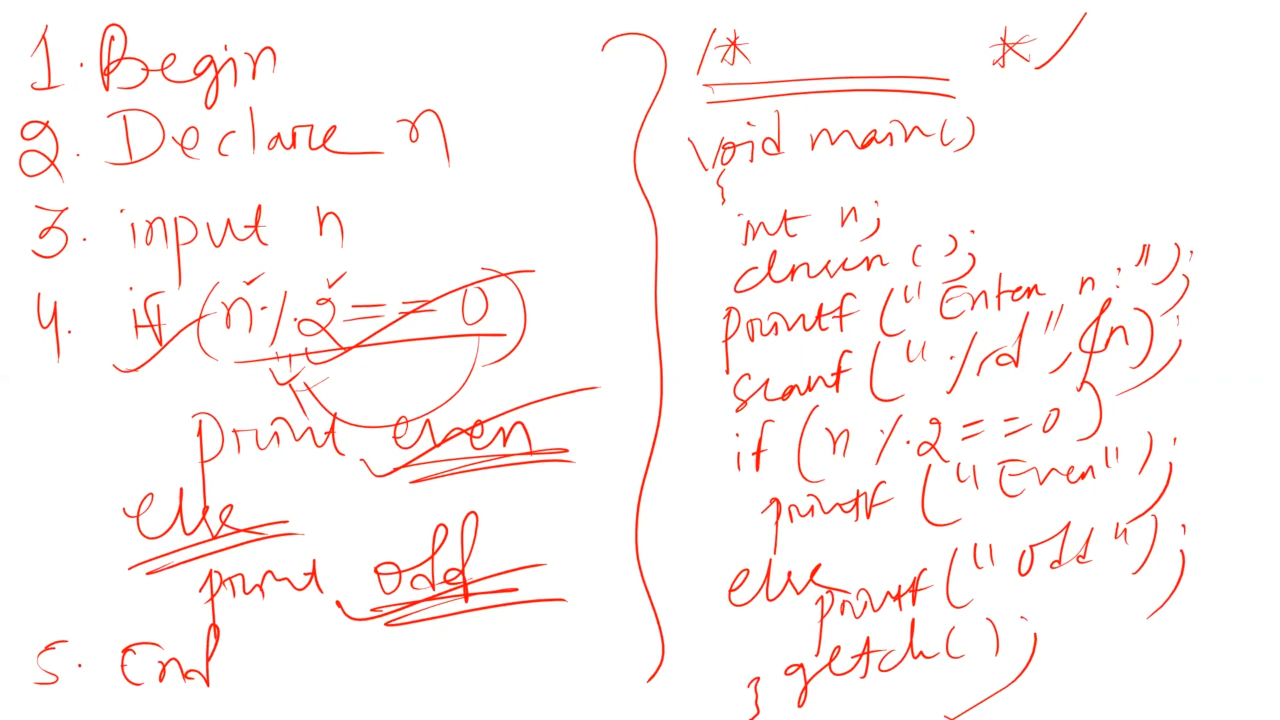 1. Begin
2. Declare n
3. input n
4. if (n % 2 == 0)
print even
else
print odd
5. End
/* */
void main()
{
int n;
clrscr();
printf ("Enter n:");
scanf ("%d", &n);
if (n % 2 == 0)
printf ("Even");
else
printf ("odd");
getch();
}